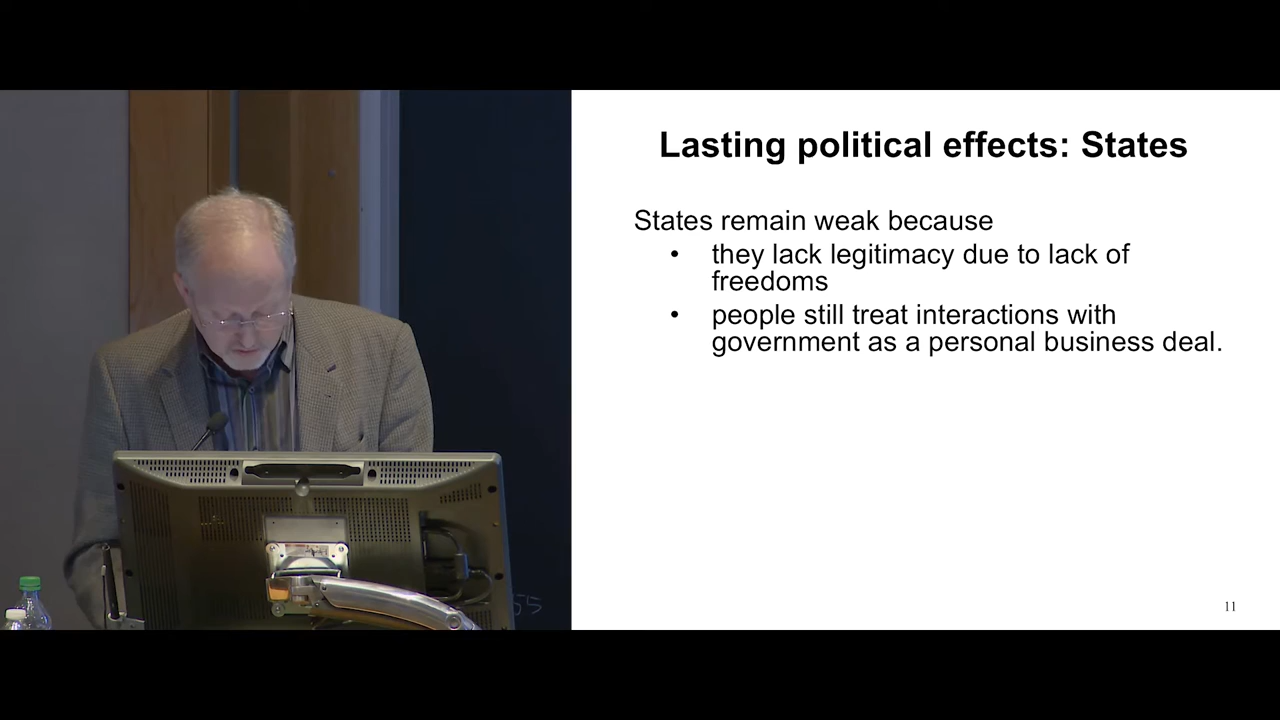 Lasting political effects: States
States remain weak because
• they lack legitimacy due to lack of
freedoms
• people still treat interactions with
government as a personal business deal.
11
55